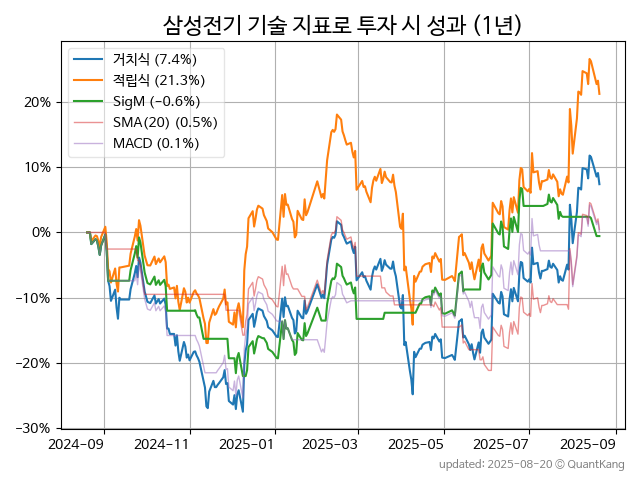 삼성전기 기술 지표로 투자 시 성과 (1년)
거치식 (7.4%)
적립식 (21.3%)
SigM (−0.6%)
SMA(20) (0.5%)
MACD (0.1%)
20%
10%
0%
−10%
−20%
−30%
2024-09 2024-11 2025-01 2025-03 2025-05 2025-07 2025-09
updated: 2025-08-20 © QuantKang